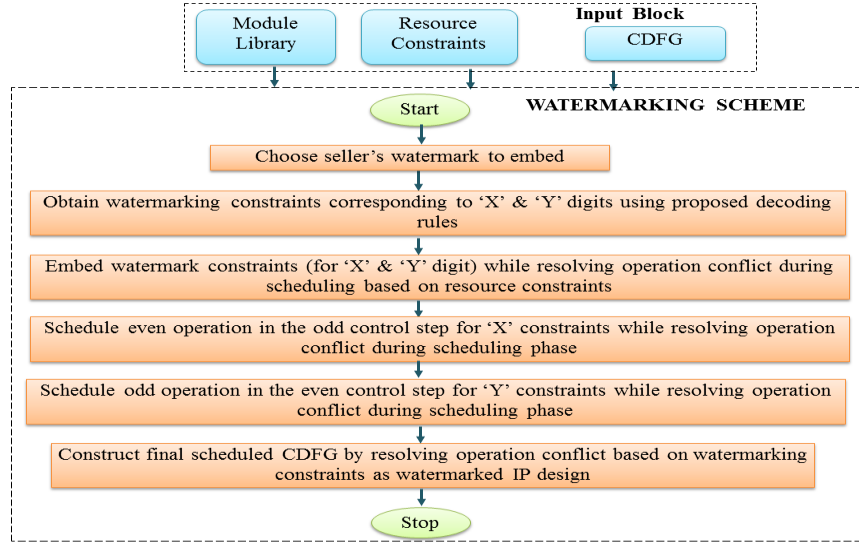 Input Block
Module
Library
Resource
Constraints
CDFG
WATERMARKING SCHEME
Start
Choose seller's watermark to embed
Obtain watermarking constraints corresponding to 'X' & 'Y' digits using proposed decoding
rules
Embed watermark constraints (for 'X' & 'Y' digit) while resolving operation conflict during
scheduling based on resource constraints
Schedule even operation in the odd control step for 'X' constraints while resolving operation
conflict during scheduling phase
Schedule odd operation in the even control step for 'Y' constraints while resolving operation
conflict during scheduling phase
Construct final scheduled CDFG by resolving operation conflict based on watermarking
constraints as watermarked IP design
Stop